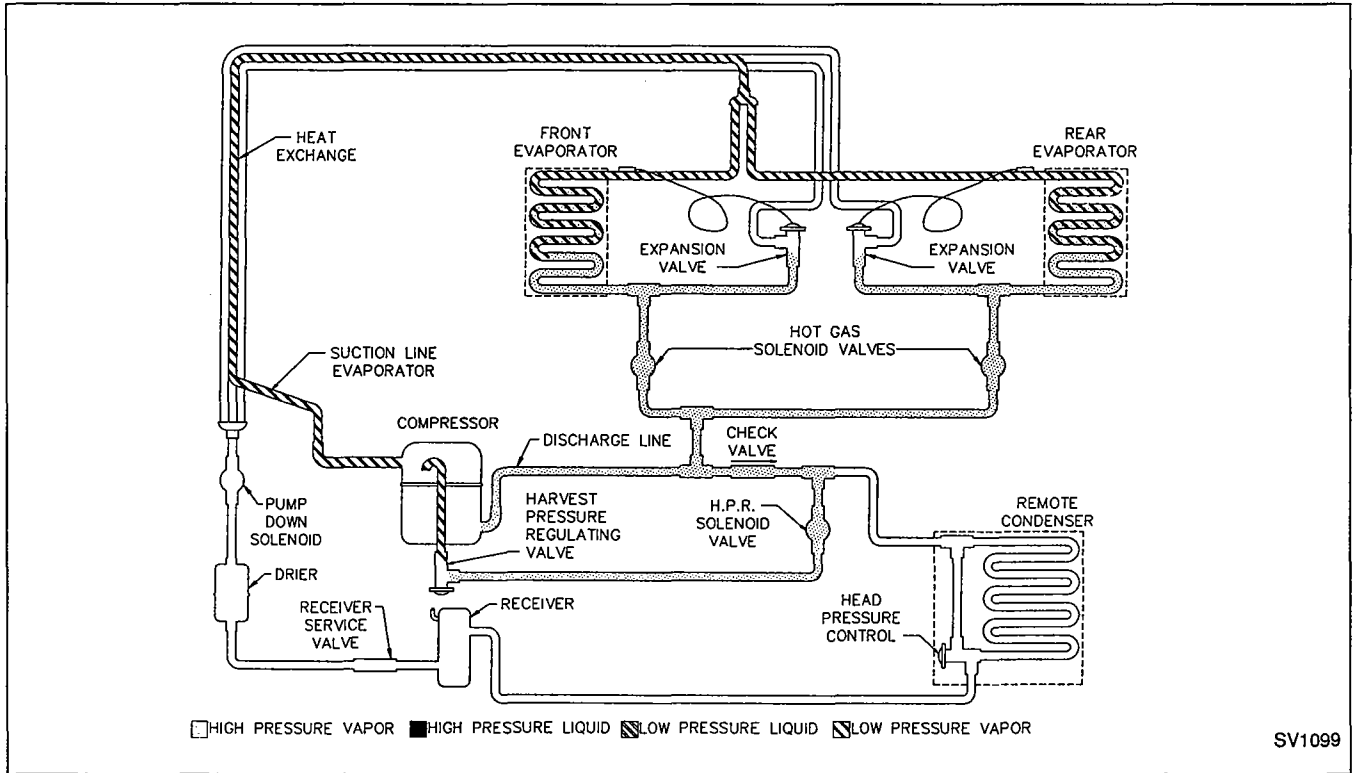 FRONT
EVAPORATOR
REAR
EVAPORATOR
HEAT
EXCHANGE
EXPANSION
VALVE
EXPANSION
VALVE
HOT GAS
SOLENOID VALVES
SUCTION LINE
EVAPORATOR
COMPRESSOR
DISCHARGE LINE
CHECK
VALVE
PUMP
DOWN
SOLENOID
HARVEST
PRESSURE
REGULATING
VALVE
H.P.R.
SOLENOID
VALVE
REMOTE
CONDENSER
DRIER
RECEIVER
SERVICE
VALVE
RECEIVER
HEAD
PRESSURE
CONTROL
HIGH PRESSURE VAPOR HIGH PRESSURE LIQUID LOW PRESSURE LIQUID LOW PRESSURE VAPOR
SV1099